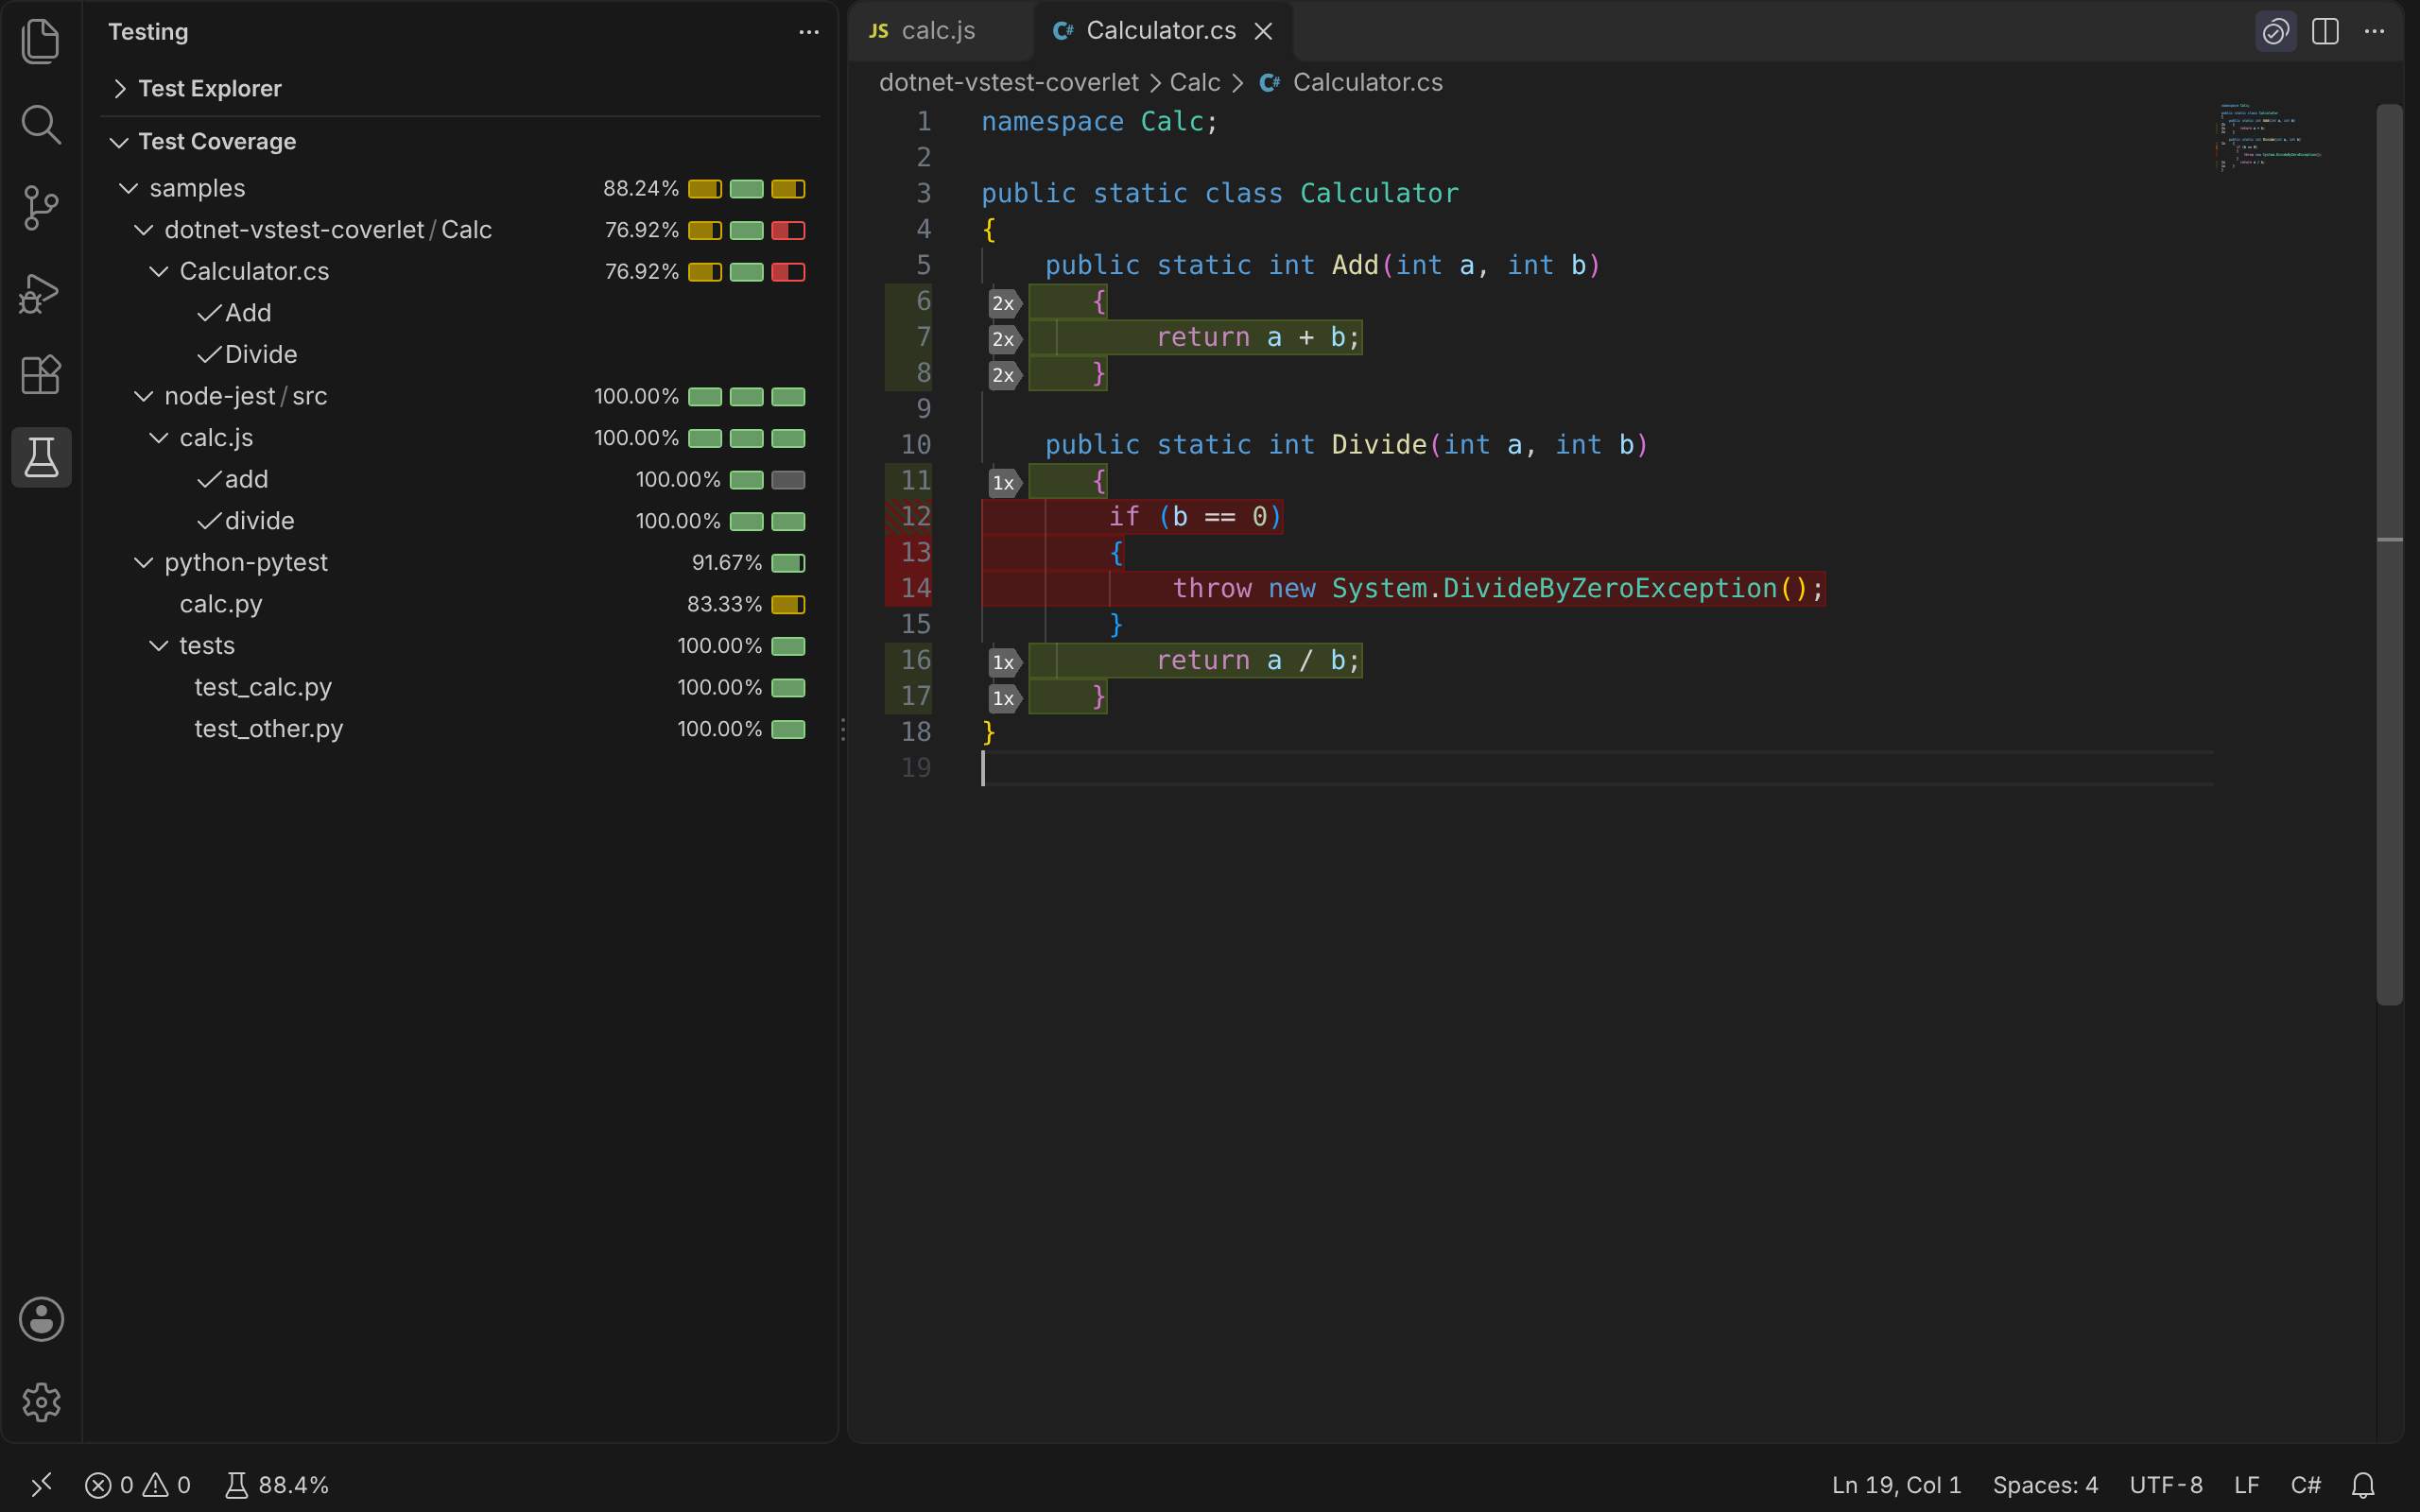 Testing
Test Explorer
Test Coverage
samples 88.24%
dotnet-vstest-coverlet / Calc 76.92%
Calculator.cs 76.92%
Add
Divide
node-jest / src 100.00%
calc.js 100.00%
add 100.00%
divide 100.00%
python-pytest 91.67%
calc.py 83.33%
tests 100.00%
test_calc.py 100.00%
test_other.py 100.00%
JS calc.js C# Calculator.cs
dotnet-vstest-coverlet > Calc > C# Calculator.cs
1 namespace Calc;
2
3 public static class Calculator
4 {
5     public static int Add(int a, int b)
6 2x {
7 2x     return a + b;
8 2x }
9
10     public static int Divide(int a, int b)
11 1x {
12         if (b == 0)
13         {
14             throw new System.DivideByZeroException();
15         }
16 1x     return a / b;
17 1x }
18 }
19
0 0 88.4% Ln 19, Col 1 Spaces: 4 UTF-8 LF C#